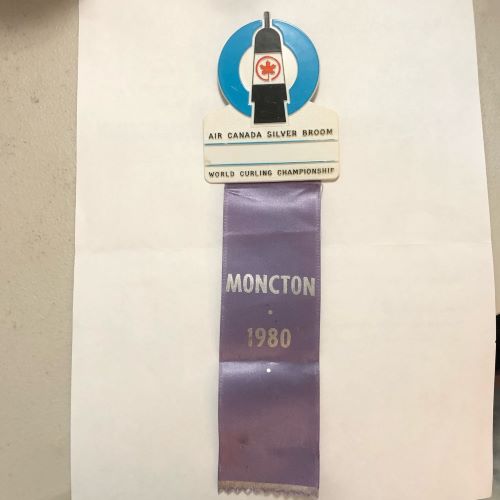 AIR CANADA SILVER BROOM
WORLD CURLING CHAMPIONSHIP
MONCTON
1980